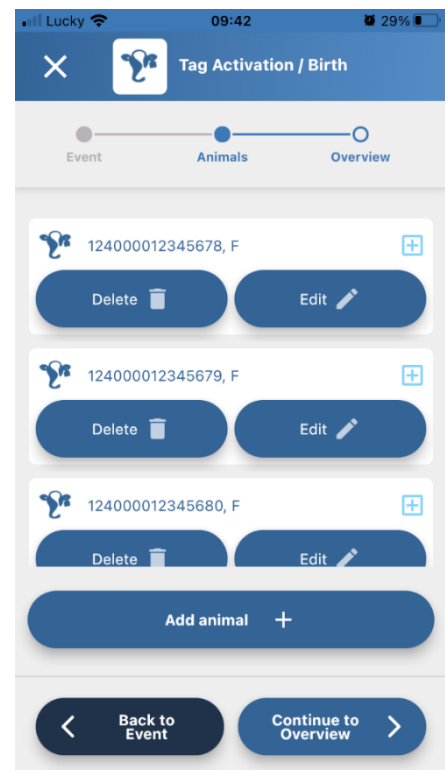 Lucky 09:42 29%
Tag Activation / Birth
Event Animals Overview
124000012345678, F
Delete Edit
124000012345679, F
Delete Edit
124000012345680, F
Delete Edit
Add animal
Back to Event
Continue to Overview